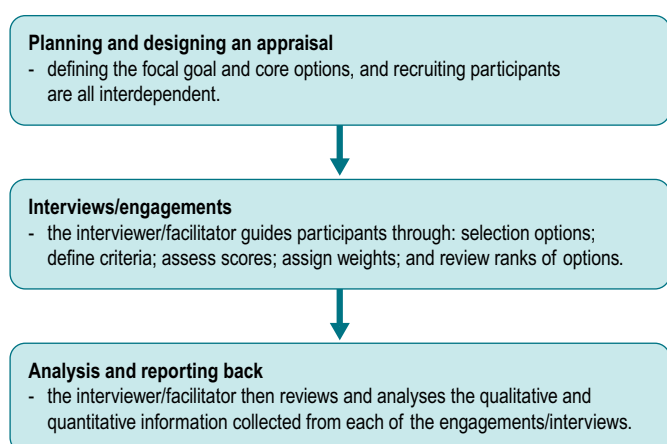 Planning and designing an appraisal
- defining the focal goal and core options, and recruiting participants
are all interdependent.
Interviews/engagements
- the interviewer/facilitator guides participants through: selection options;
define criteria; assess scores; assign weights; and review ranks of options.
Analysis and reporting back
- the interviewer/facilitator then reviews and analyses the qualitative and
quantitative information collected from each of the engagements/interviews.